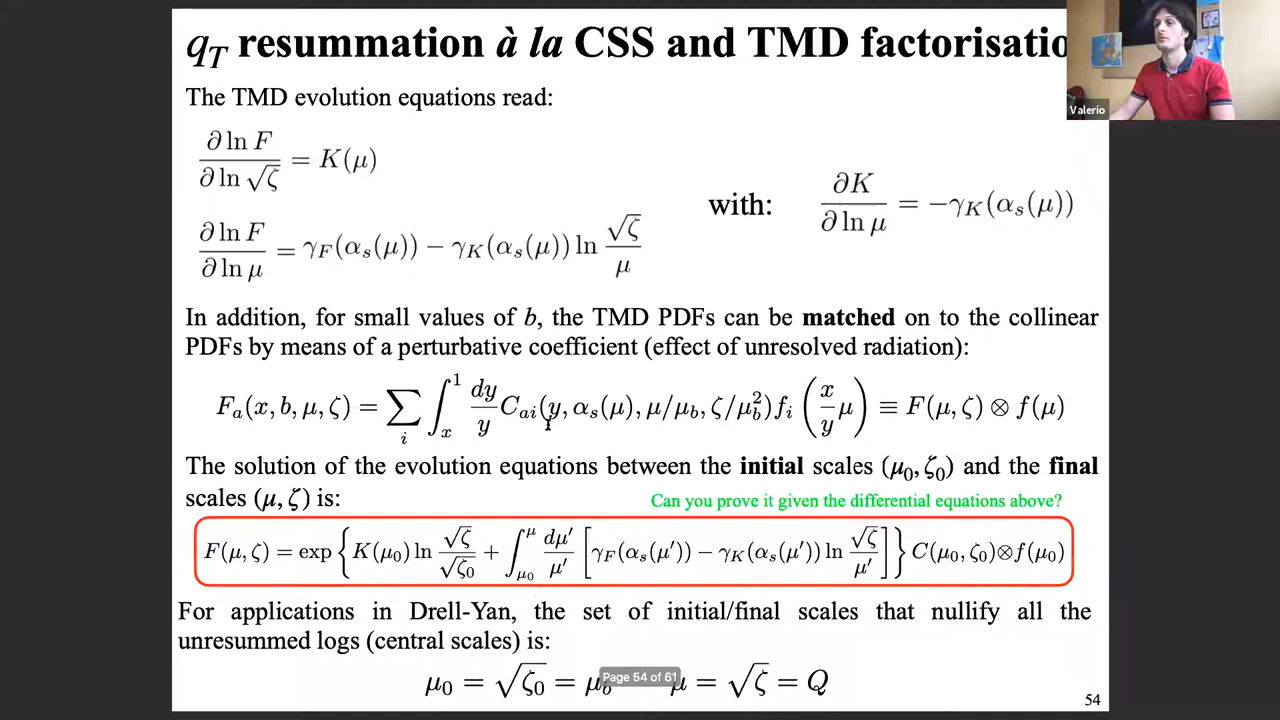 q_T resummation à la CSS and TMD factorisatio
Valerio
The TMD evolution equations read:
∂ ln F / ∂ ln √ζ = K(μ)
∂ ln F / ∂ ln μ = γ_F(α_s(μ)) − γ_K(α_s(μ)) ln √ζ / μ
with: ∂K / ∂ ln μ = −γ_K(α_s(μ))
In addition, for small values of b, the TMD PDFs can be matched on to the collinear
PDFs by means of a perturbative coefficient (effect of unresolved radiation):
F_a(x, b, μ, ζ) = ∑_i ∫_x^1 dy/y C_{ai}(y, α_s(μ), μ/μ_b, ζ/μ_b^2) f_i (x/y μ) ≡ F(μ, ζ) ⊗ f(μ)
The solution of the evolution equations between the initial scales (μ_0, ζ_0) and the final
scales (μ, ζ) is:
Can you prove it given the differential equations above?
F(μ, ζ) = exp { K(μ_0) ln √ζ / √ζ_0 + ∫_{μ_0}^{μ} dμ′/μ′ [ γ_F(α_s(μ′)) − γ_K(α_s(μ′)) ln √ζ / μ′ ] } C(μ_0, ζ_0)⊗f(μ_0)
For applications in Drell-Yan, the set of initial/final scales that nullify all the
unresummed logs (central scales) is:
μ_0 = √ζ_0 = μ_b μ = √ζ = Q
Page 54 of 61
54